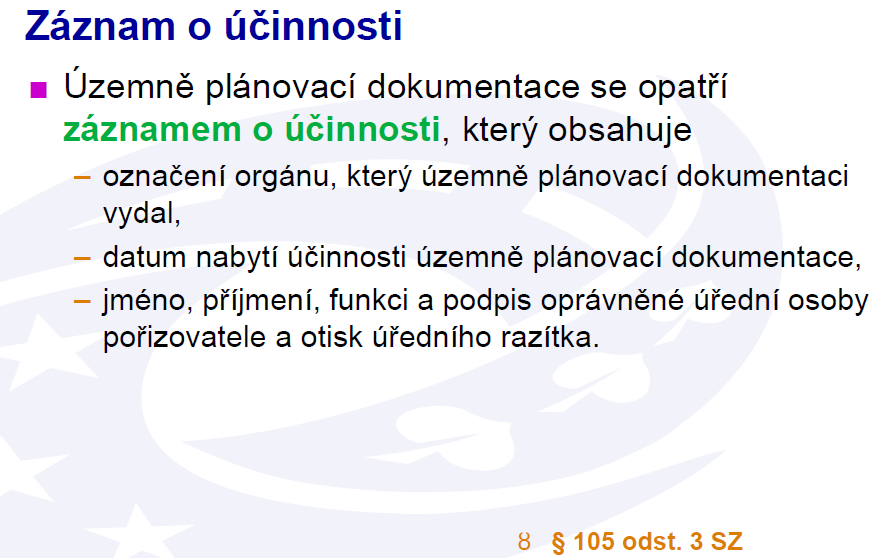 Záznam o účinnosti
■ Územně plánovací dokumentace se opatří
záznamem o účinnosti, který obsahuje
– označení orgánu, který územně plánovací dokumentaci
vydal,
– datum nabytí účinnosti územně plánovací dokumentace,
– jméno, příjmení, funkci a podpis oprávněné úřední osoby
pořizovatele a otisk úředního razítka.
8 § 105 odst. 3 SZ